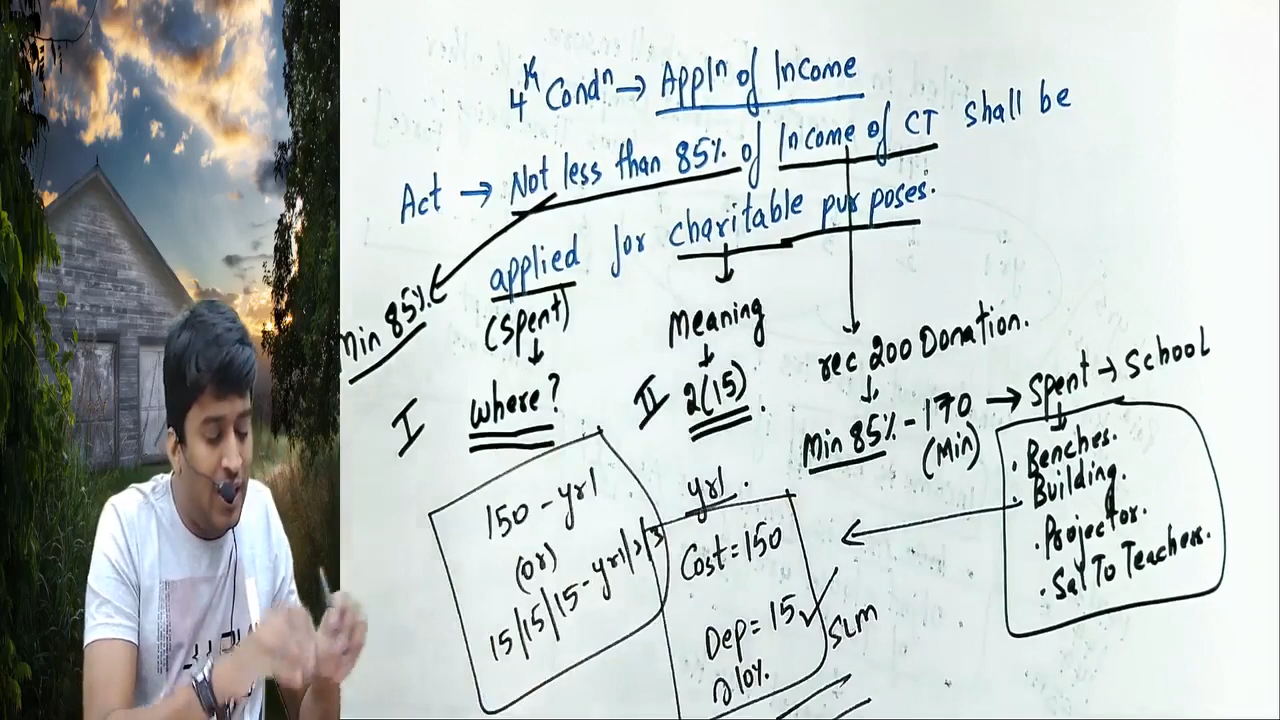 4th Condn → Appln of Income
Act → Not less than 85% of Income of CT shall be
applied for charitable purposes.
Min 85%
(Spent)
↓
I where?
Meaning
↓
II 2(15).
rec 200 Donation.
↓
Min 85% - 170 → Spent → School
(Min)
· Benches.
· Building.
· Projector.
· Sal To Teachers.
150 - yr1
(or)
15/15/15 - yr1/2/3
yr1.
Cost = 150
Dep = 15 ✓ SLM
10%.